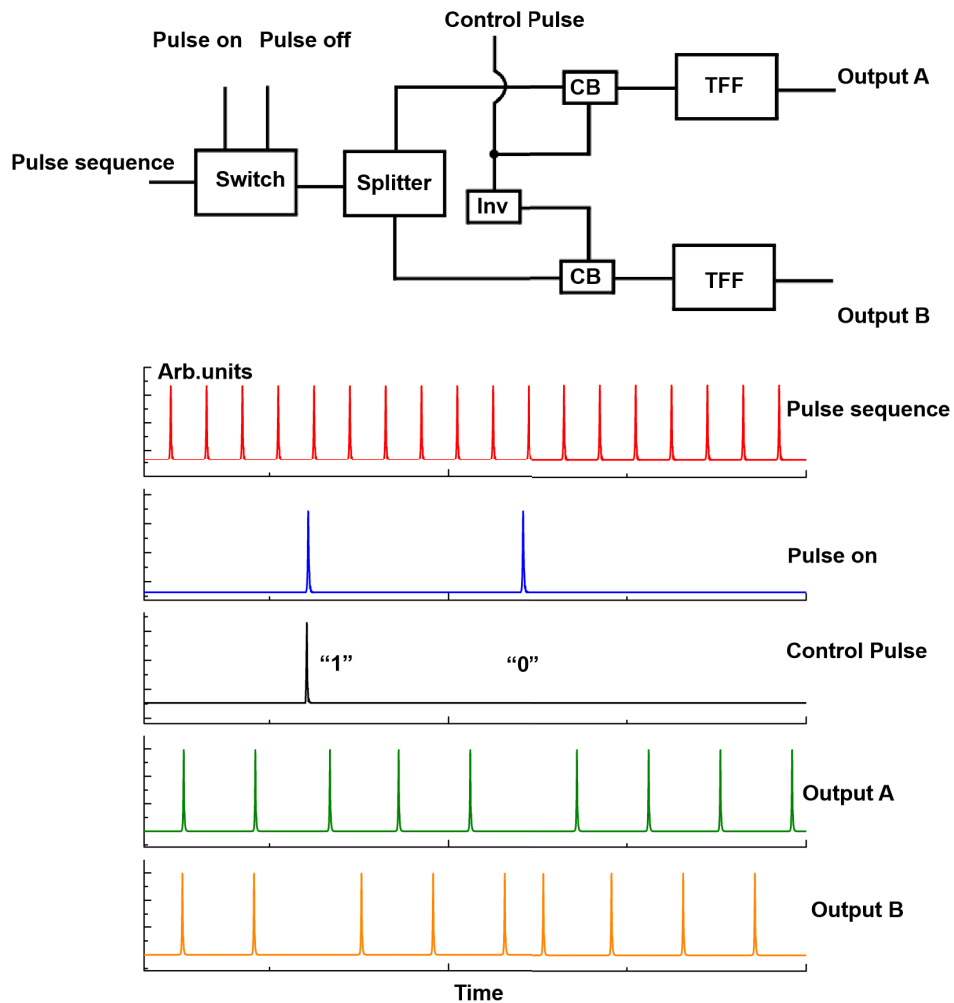 Control Pulse
Pulse on
Pulse off
CB
TFF
Output A
Pulse sequence
Switch
Splitter
Inv
CB
TFF
Output B
Arb.units
Pulse sequence
Pulse on
“1”
“0”
Control Pulse
Output A
Output B
Time